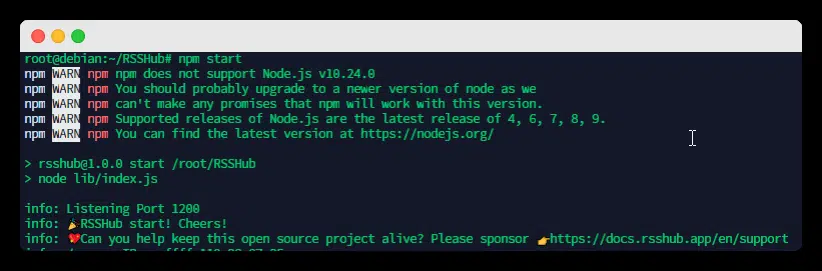 root@debian:~/RSSHub# npm start
npm WARN npm npm does not support Node.js v10.24.0
npm WARN npm You should probably upgrade to a newer version of node as we
npm WARN npm can't make any promises that npm will work with this version.
npm WARN npm Supported releases of Node.js are the latest release of 4, 6, 7, 8, 9.
npm WARN npm You can find the latest version at https://nodejs.org/
> rsshub@1.0.0 start /root/RSSHub
> node lib/index.js
info: Listening Port 1200
info: 🎉RSSHub start! Cheers!
info: 💖Can you help keep this open source project alive? Please sponsor 👉https://docs.rsshub.app/en/support